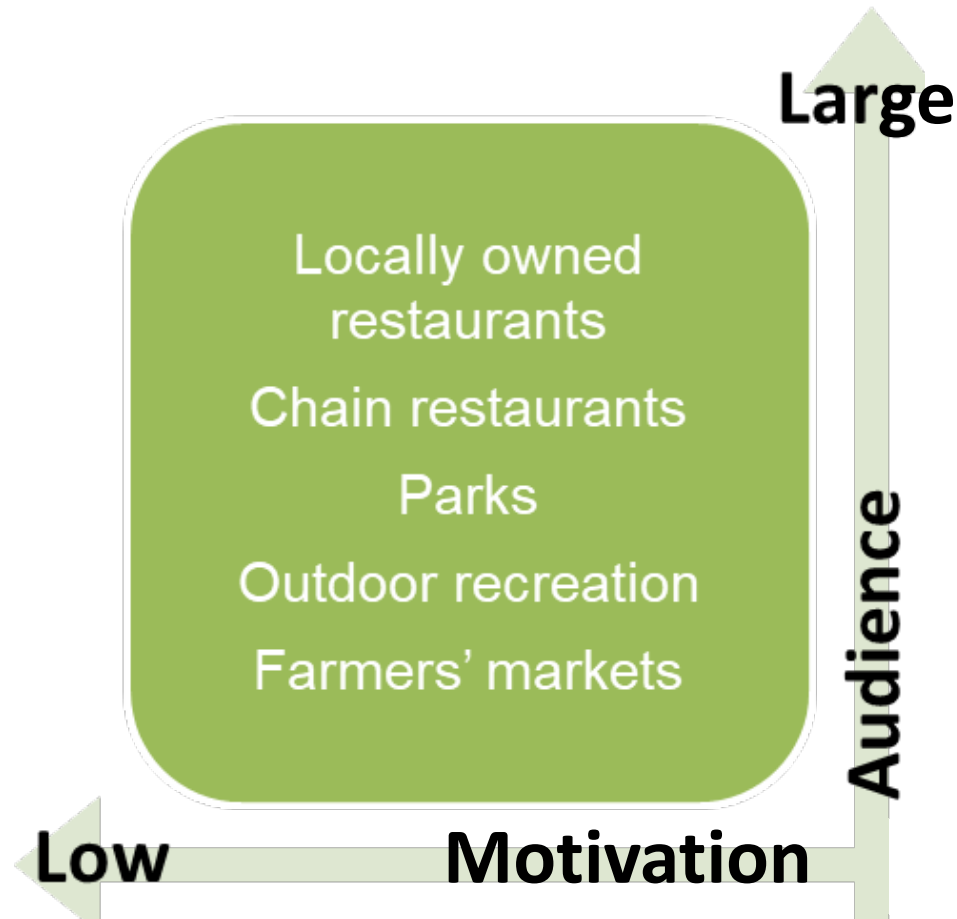 Large
Locally owned
restaurants
Chain restaurants
Parks
Outdoor recreation
Farmers’ markets
Audience
Low
Motivation